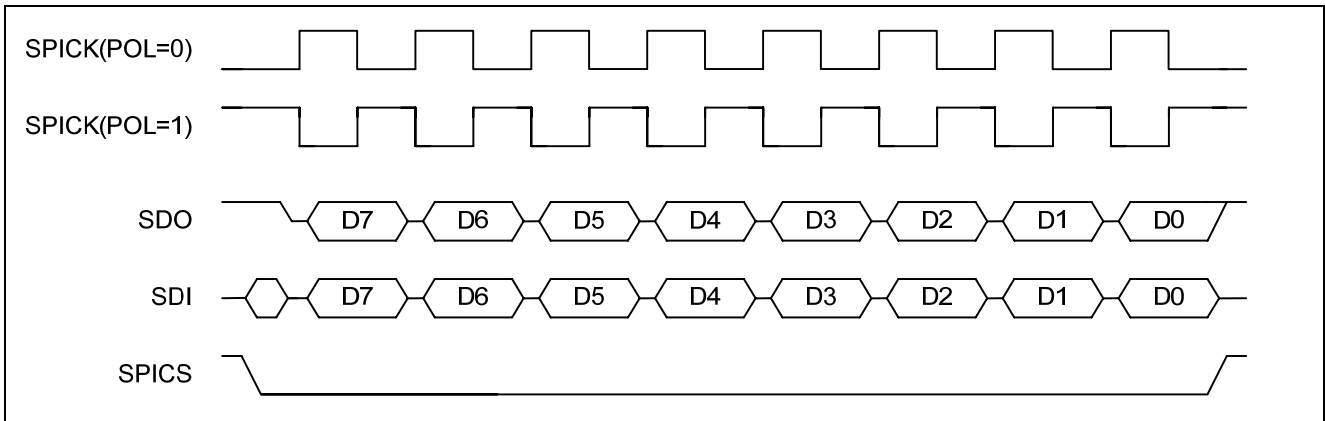 SPICK(POL=0)
SPICK(POL=1)
SDO D7 D6 D5 D4 D3 D2 D1 D0
SDI D7 D6 D5 D4 D3 D2 D1 D0
SPICS